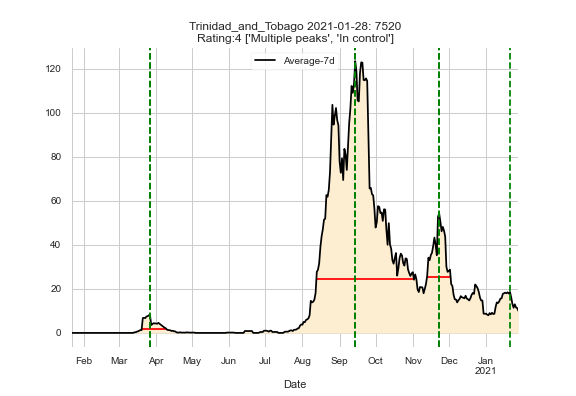 Trinidad_and_Tobago 2021-01-28: 7520
Rating:4 ['Multiple peaks', 'In control']
Average-7d
120
100
80
60
40
20
0
Feb Mar Apr May Jun Jul Aug Sep Oct Nov Dec Jan
2021
Date